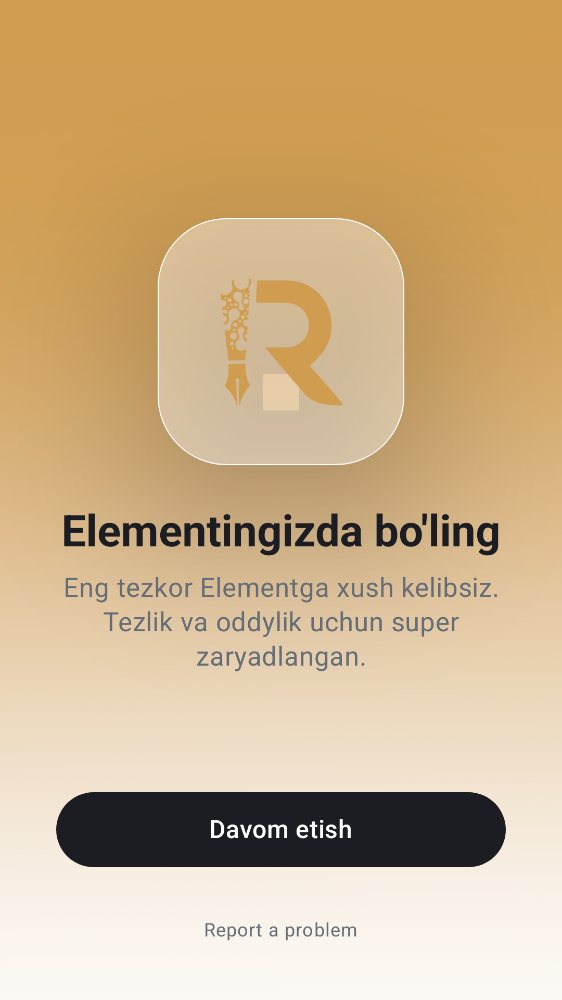 R
Elementingizda bo'ling
Eng tezkor Elementga xush kelibsiz.
Tezlik va oddylik uchun super
zaryadlangan.
Davom etish
Report a problem